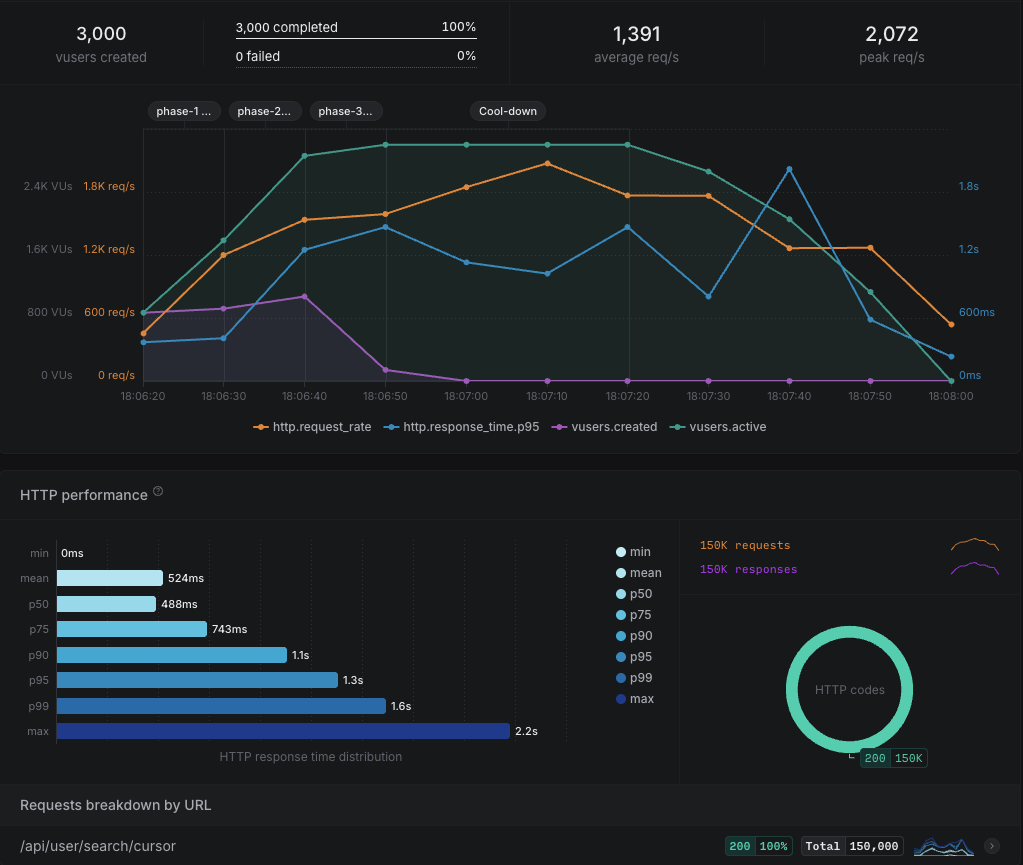 3,000
vusers created
3,000 completed 100%
0 failed 0%
1,391
average req/s
2,072
peak req/s
phase-1 ... phase-2... phase-3... Cool-down
2.4K VUs 1.8K req/s 1.8s
1.6K VUs 1.2K req/s 1.2s
800 VUs 600 req/s 600ms
0 VUs 0 req/s 0ms
18:06:20 18:06:30 18:06:40 18:06:50 18:07:00 18:07:10 18:07:20 18:07:30 18:07:40 18:07:50 18:08:00
http.request_rate http.response_time.p95 vusers.created vusers.active
HTTP performance ?
min 0ms
mean 524ms
p50 488ms
p75 743ms
p90 1.1s
p95 1.3s
p99 1.6s
max 2.2s
HTTP response time distribution
min
mean
p50
p75
p90
p95
p99
max
150K requests
150K responses
HTTP codes
200 150K
Requests breakdown by URL
/api/user/search/cursor 200 100% Total 150,000